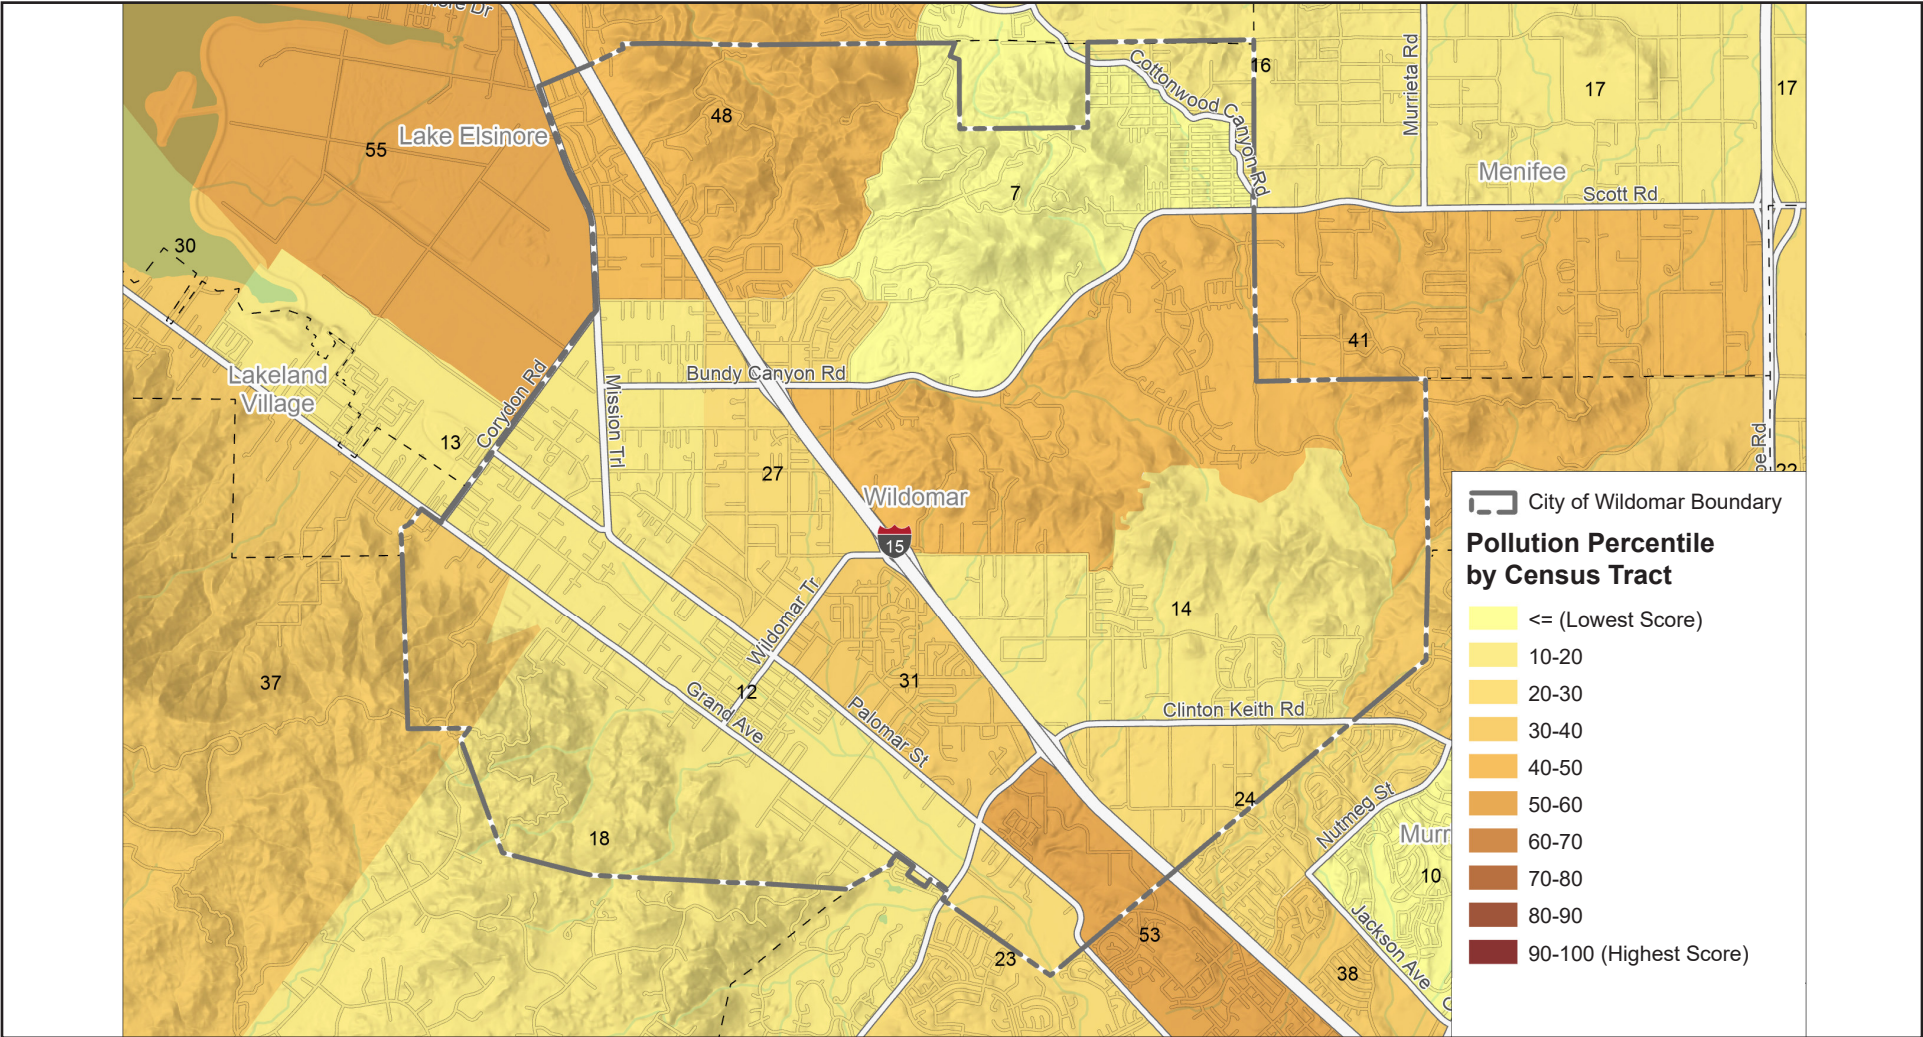 16
Murrieta Rd
17
17
Cottonwood Canyon Rd
48
Lake Elsinore
55
Menifee
7
Scott Rd
30
41
Lakeland
Village
Bundy Canyon Rd
Corydon Rd
Mission Trl
13
27
Wildomar
15
Wildomar Tr
14
37
31
12
Grand Ave
Palomar St
Clinton Keith Rd
24
Nutmeg St
18
10
53
23
38
Jackson Ave
City of Wildomar Boundary
Pollution Percentile
by Census Tract
<= (Lowest Score)
10-20
20-30
30-40
40-50
50-60
60-70
70-80
80-90
90-100 (Highest Score)